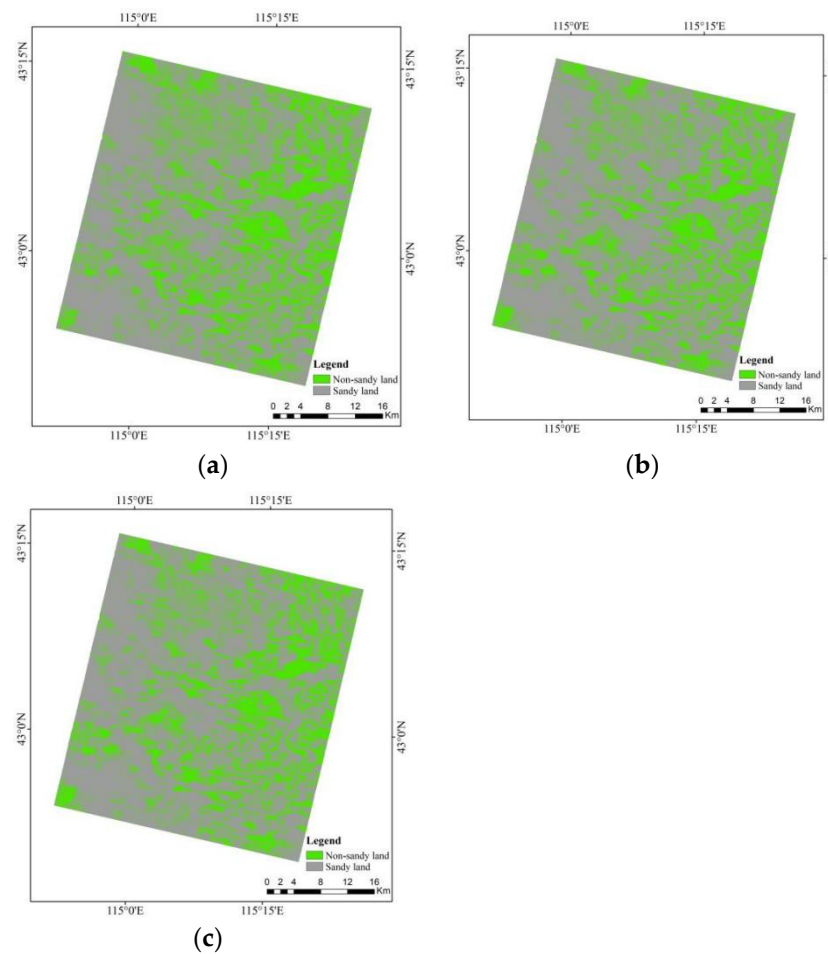 115°0'E 115°15'E
43°15'N
43°15'N
43°0'N
43°0'N
Legend
Non-sandy land
Sandy land
0 2 4 8 12 16
Km
115°0'E 115°15'E
(a)
115°0'E 115°15'E
43°15'N
43°0'N
Legend
Non-sandy land
Sandy land
0 2 4 8 12 16
Km
115°0'E 115°15'E
(b)
115°0'E 115°15'E
43°15'N
43°15'N
43°0'N
43°0'N
Legend
Non-sandy land
Sandy land
0 2 4 8 12 16
Km
115°0'E 115°15'E
(c)